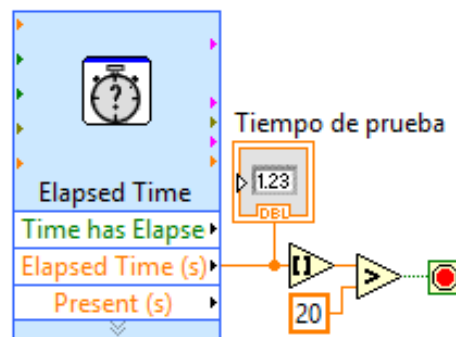 ?
Tiempo de prueba
1.23
DBL
Elapsed Time
Time has Elapse
Elapsed Time (s)
[]
>
Present (s)
20